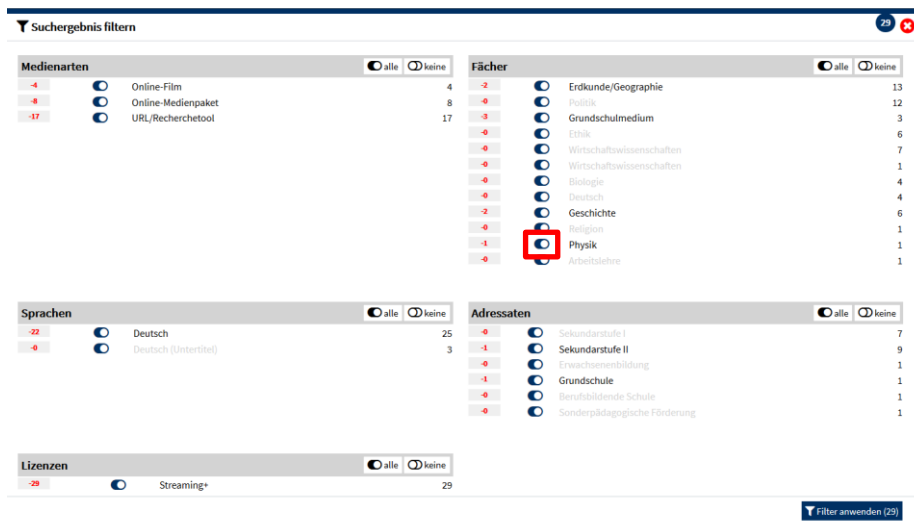 Suchergebnis filtern
29
Medienarten alle keine
-4 Online-Film 4
-8 Online-Medienpaket 8
-17 URL/Recherchetool 17
Fächer alle keine
-2 Erdkunde/Geographie 13
-0 Politik 12
-3 Grundschulmedium 3
-0 Ethik 6
-0 Wirtschaftswissenschaften 7
-0 Wirtschaftswissenschaften 1
-0 Biologie 4
-0 Deutsch 4
-2 Geschichte 6
-0 Religion 1
-1 Physik 1
-0 Arbeitslehre 1
Sprachen alle keine
-22 Deutsch 25
-0 Deutsch (Untertitel) 3
Adressaten alle keine
-0 Sekundarstufe I 7
-1 Sekundarstufe II 9
-0 Erwachsenenbildung 1
-1 Grundschule 1
-0 Berufsbildende Schule 1
-0 Sonderpädagogische Förderung 1
Lizenzen alle keine
-29 Streaming+ 29
Filter anwenden (29)